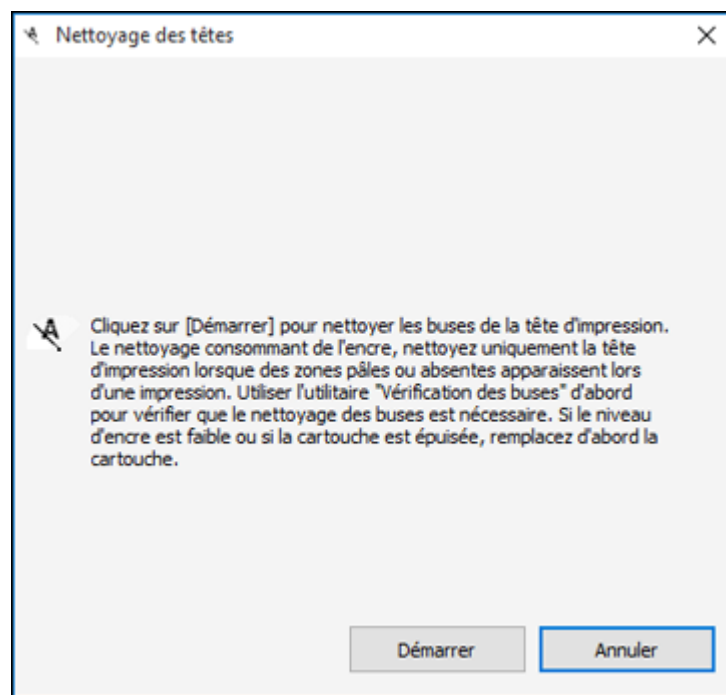 Nettoyage des têtes
Cliquez sur [Démarrer] pour nettoyer les buses de la tête d'impression.
Le nettoyage consommant de l'encre, nettoyez uniquement la tête
d'impression lorsque des zones pâles ou absentes apparaissent lors
d'une impression. Utiliser l'utilitaire "Vérification des buses" d'abord
pour vérifier que le nettoyage des buses est nécessaire. Si le niveau
d'encre est faible ou si la cartouche est épuisée, remplacez d'abord la
cartouche.
Démarrer
Annuler